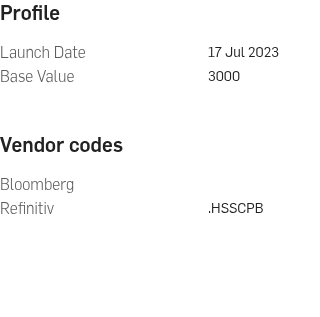 Profile
Launch Date 17 Jul 2023
Base Value 3000
Vendor codes
Bloomberg
Refinitiv .HSSCPB